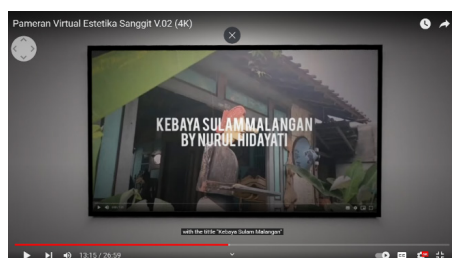 Pameran Virtual Estetika Sanggit V.02 (4K)
KEBAYA SULAM MALANGAN
BY NURUL HIDAYATI
with the tittle "Kebaya Sulam Malangan"
13:15 / 26:59